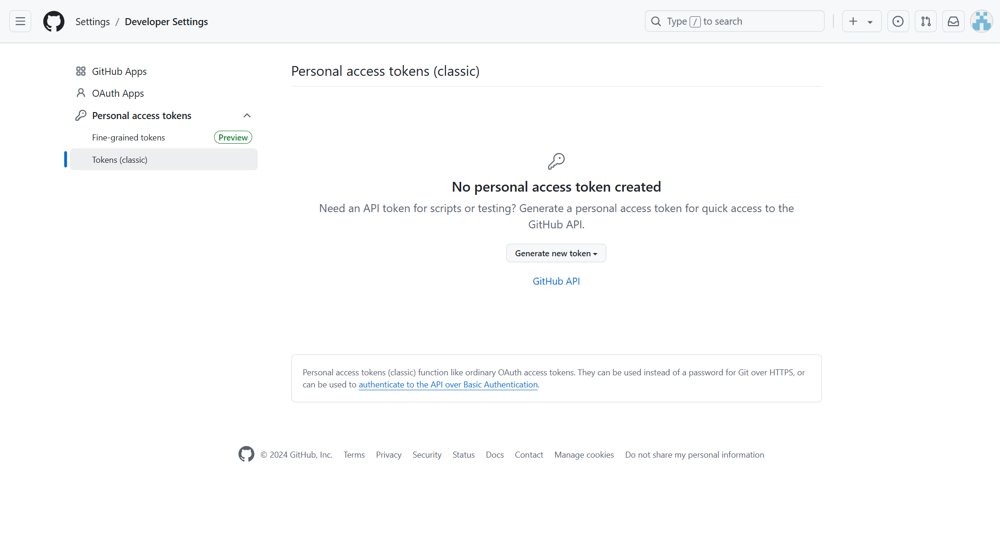 Settings / Developer Settings
Type / to search
GitHub Apps
OAuth Apps
Personal access tokens
Fine-grained tokens Preview
Tokens (classic)
Personal access tokens (classic)
No personal access token created
Need an API token for scripts or testing? Generate a personal access token for quick access to the
GitHub API.
Generate new token
GitHub API
Personal access tokens (classic) function like ordinary OAuth access tokens. They can be used instead of a password for Git over HTTPS, or
can be used to authenticate to the API over Basic Authentication.
© 2024 GitHub, Inc. Terms Privacy Security Status Docs Contact Manage cookies Do not share my personal information